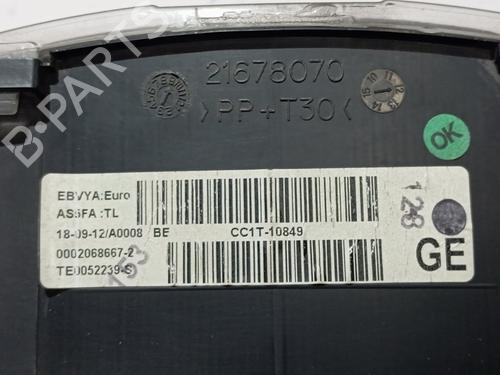 21678070
>PP+T30<
OK
EBVYA:Euro
ASSFA :TL
18-09-12/A0008 BE
CC1T-10849
0002068667-2
TE0052239-S
128
GE
163